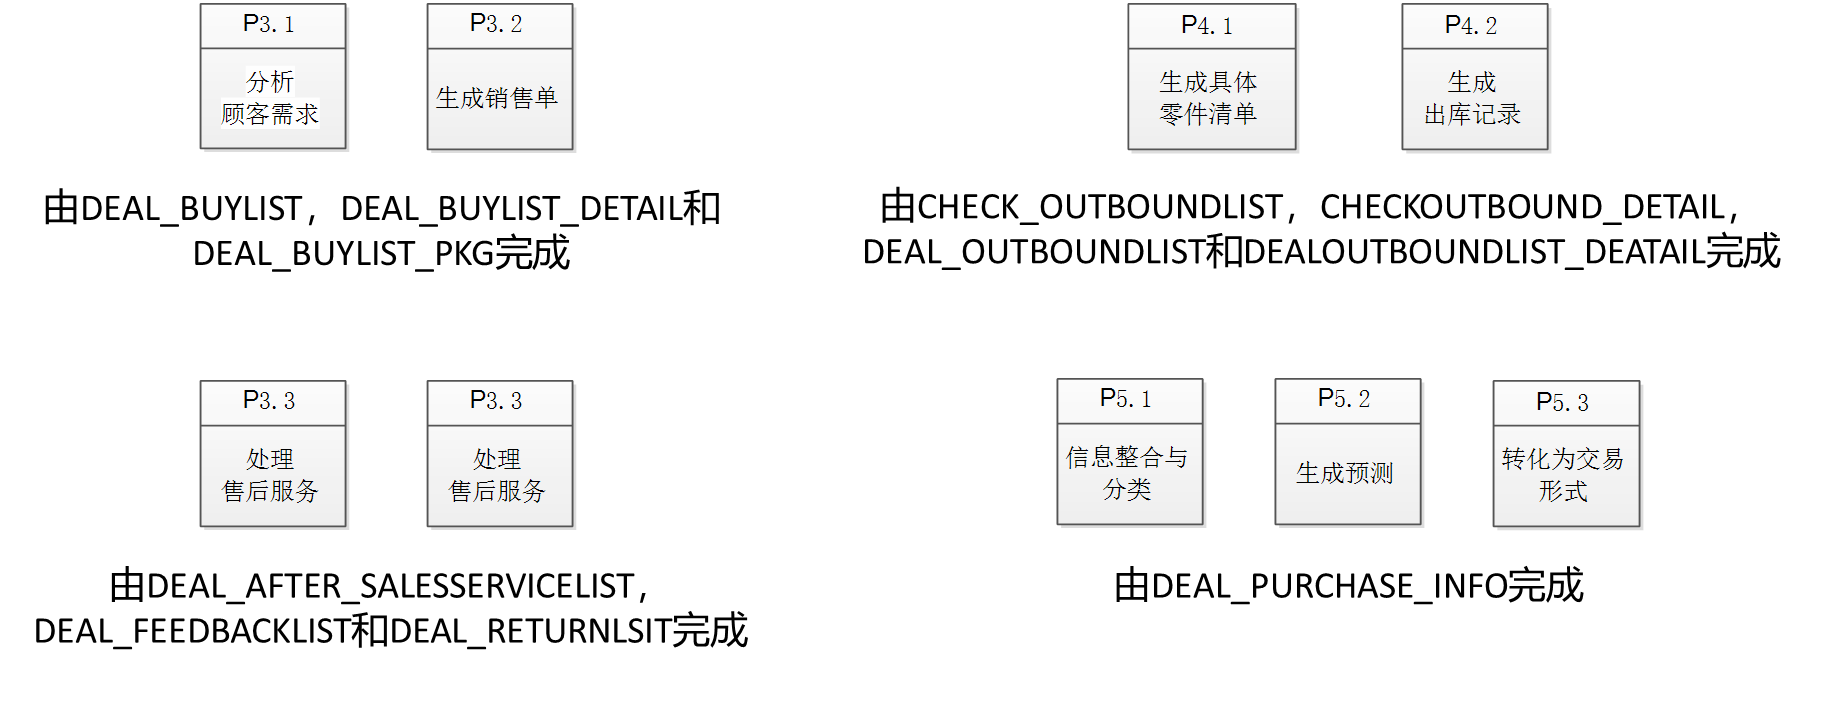 P3.1
分析
顾客需求
P3.2
生成销售单
由DEAL_BUYLIST，DEAL_BUYLIST_DETAIL和
DEAL_BUYLIST_PKG完成
P4.1
生成具体
零件清单
P4.2
生成
出库记录
由CHECK_OUTBOUNDLIST，CHECKOUTBOUND_DETAIL，
DEAL_OUTBOUNDLIST和DEALOUTBOUNDLIST_DEATAIL完成
P3.3
处理
售后服务
P3.3
处理
售后服务
由DEAL_AFTER_SALESSERVICELIST，
DEAL_FEEDBACKLIST和DEAL_RETURNLSIT完成
P5.1
信息整合与
分类
P5.2
生成预测
P5.3
转化为交易
形式
由DEAL_PURCHASE_INFO完成